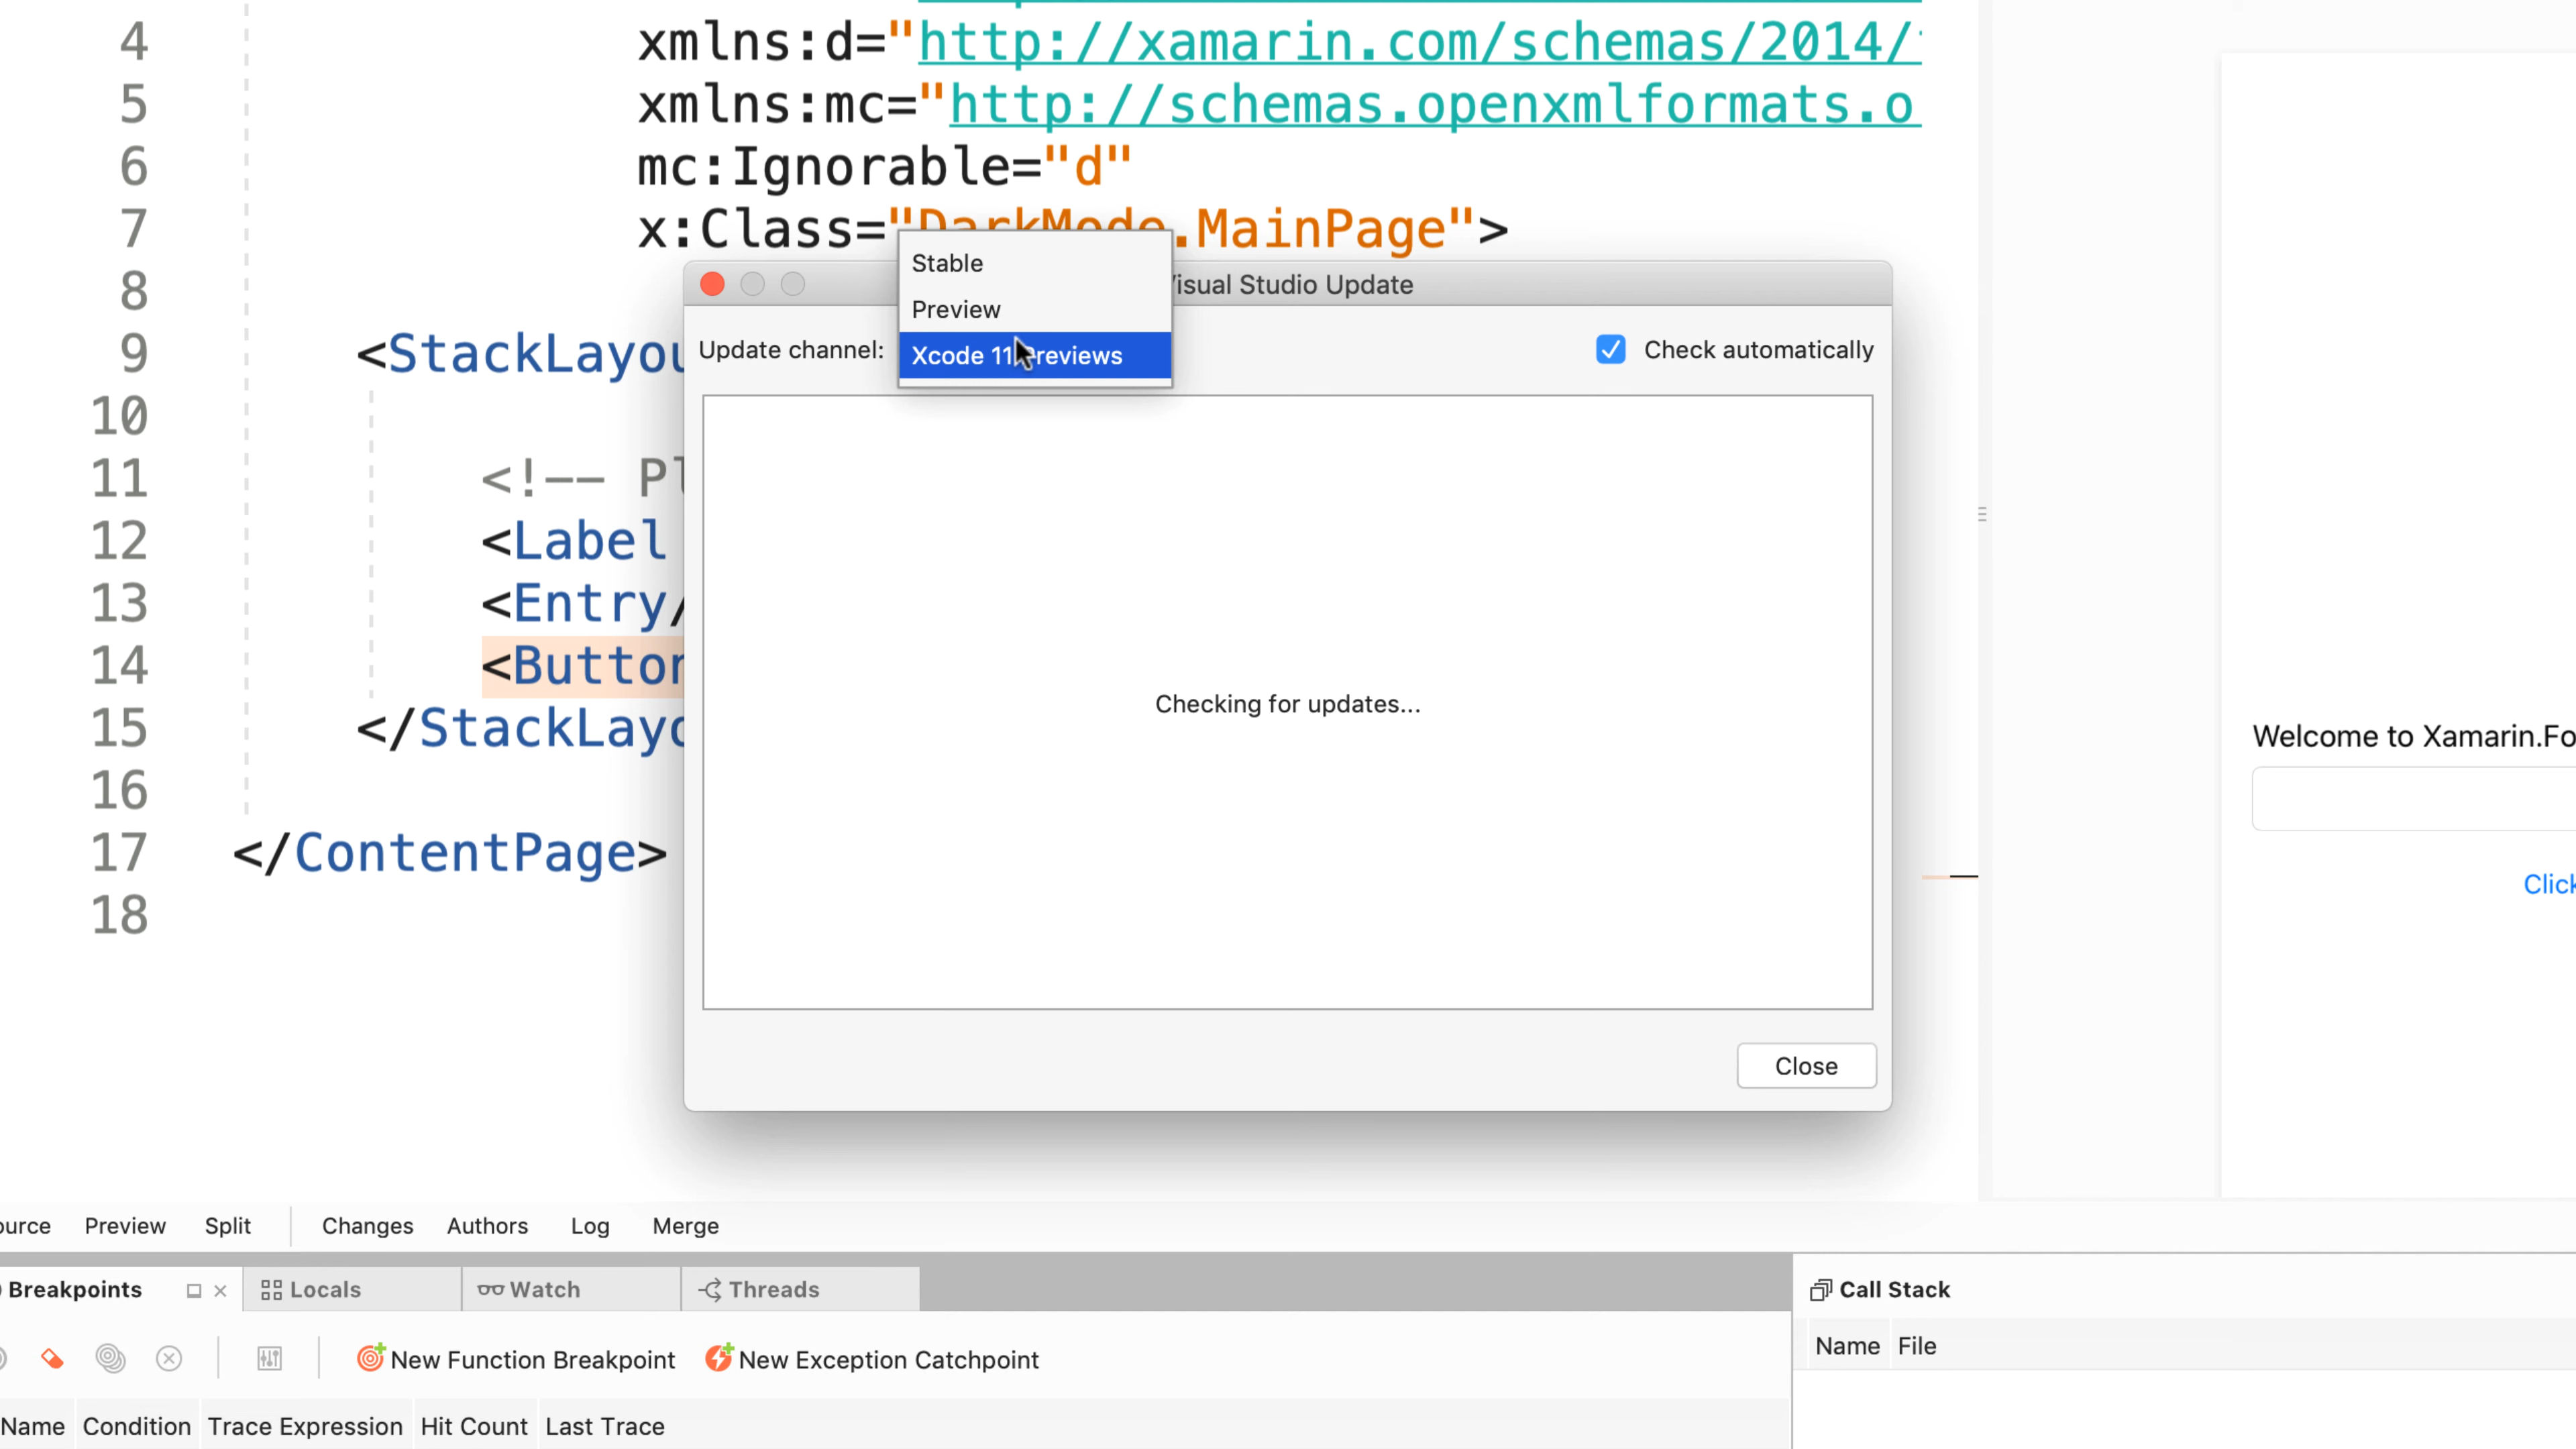 4 xmlns:d="http://xamarin.com/schemas/2014/
5 xmlns:mc="http://schemas.openxmlformats.o
6 mc:Ignorable="d"
7 x:Class="DarkMode.MainPage">
8
9 <StackLayou
10
11 <!-- Pl
12 <Label
13 <Entry/
14 <Button
15 </StackLayo
16
17 </ContentPage>
18
Visual Studio Update
Update channel:
Stable
Preview
Xcode 11 Previews
Check automatically
Checking for updates...
Close
Welcome to Xamarin.Fo
Click
ource Preview Split Changes Authors Log Merge
Breakpoints Locals Watch Threads
New Function Breakpoint New Exception Catchpoint
Name Condition Trace Expression Hit Count Last Trace
Call Stack
Name File